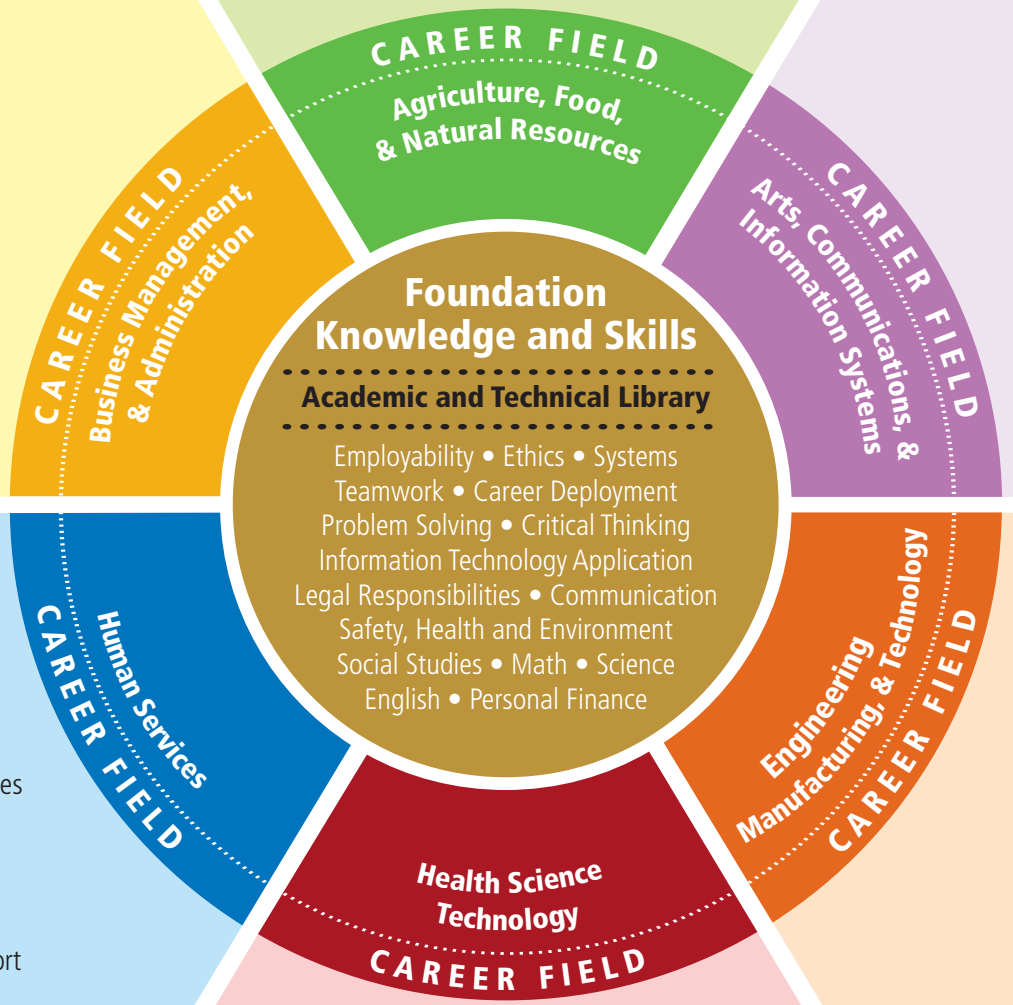 CAREER FIELD
Agriculture, Food,
& Natural Resources
CAREER FIELD
Arts, Communications, &
Information Systems
CAREER FIELD
Business Management,
& Administration
Foundation
Knowledge and Skills
Academic and Technical Library
Employability • Ethics • Systems
Teamwork • Career Deployment
Problem Solving • Critical Thinking
Information Technology Application
Legal Responsibilities • Communication
Safety, Health and Environment
Social Studies • Math • Science
English • Personal Finance
Engineering
Manufacturing, & Technology
CAREER FIELD
Human Services
CAREER FIELD
Health Science
Technology
CAREER FIELD
es
ort